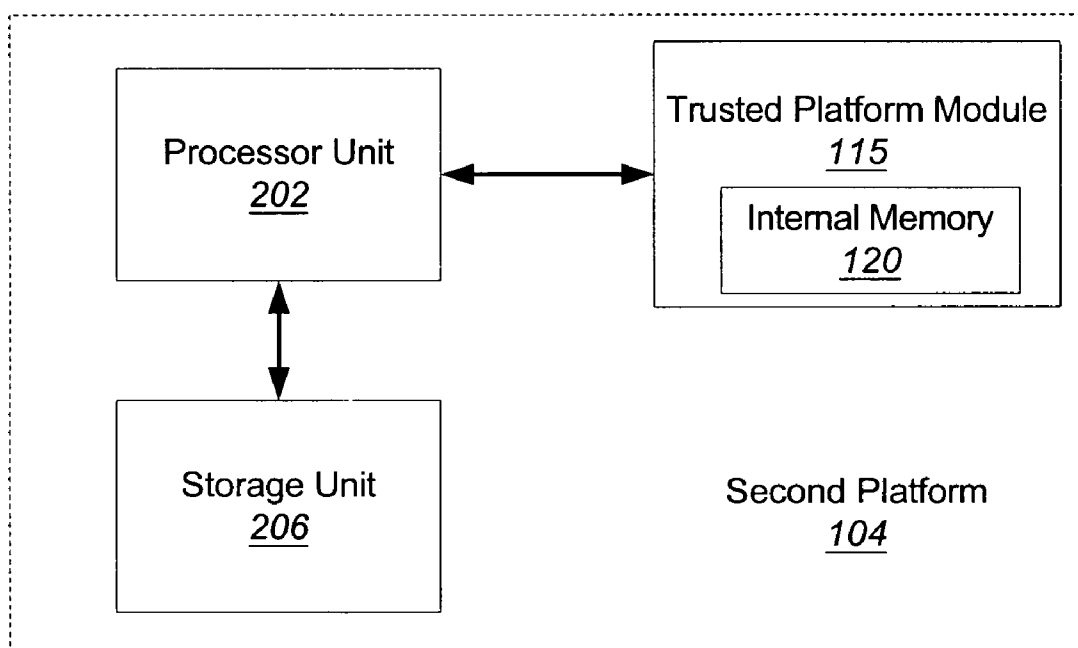 Processor Unit
202
Trusted Platform Module
115
Internal Memory
120
Storage Unit
206
Second Platform
104